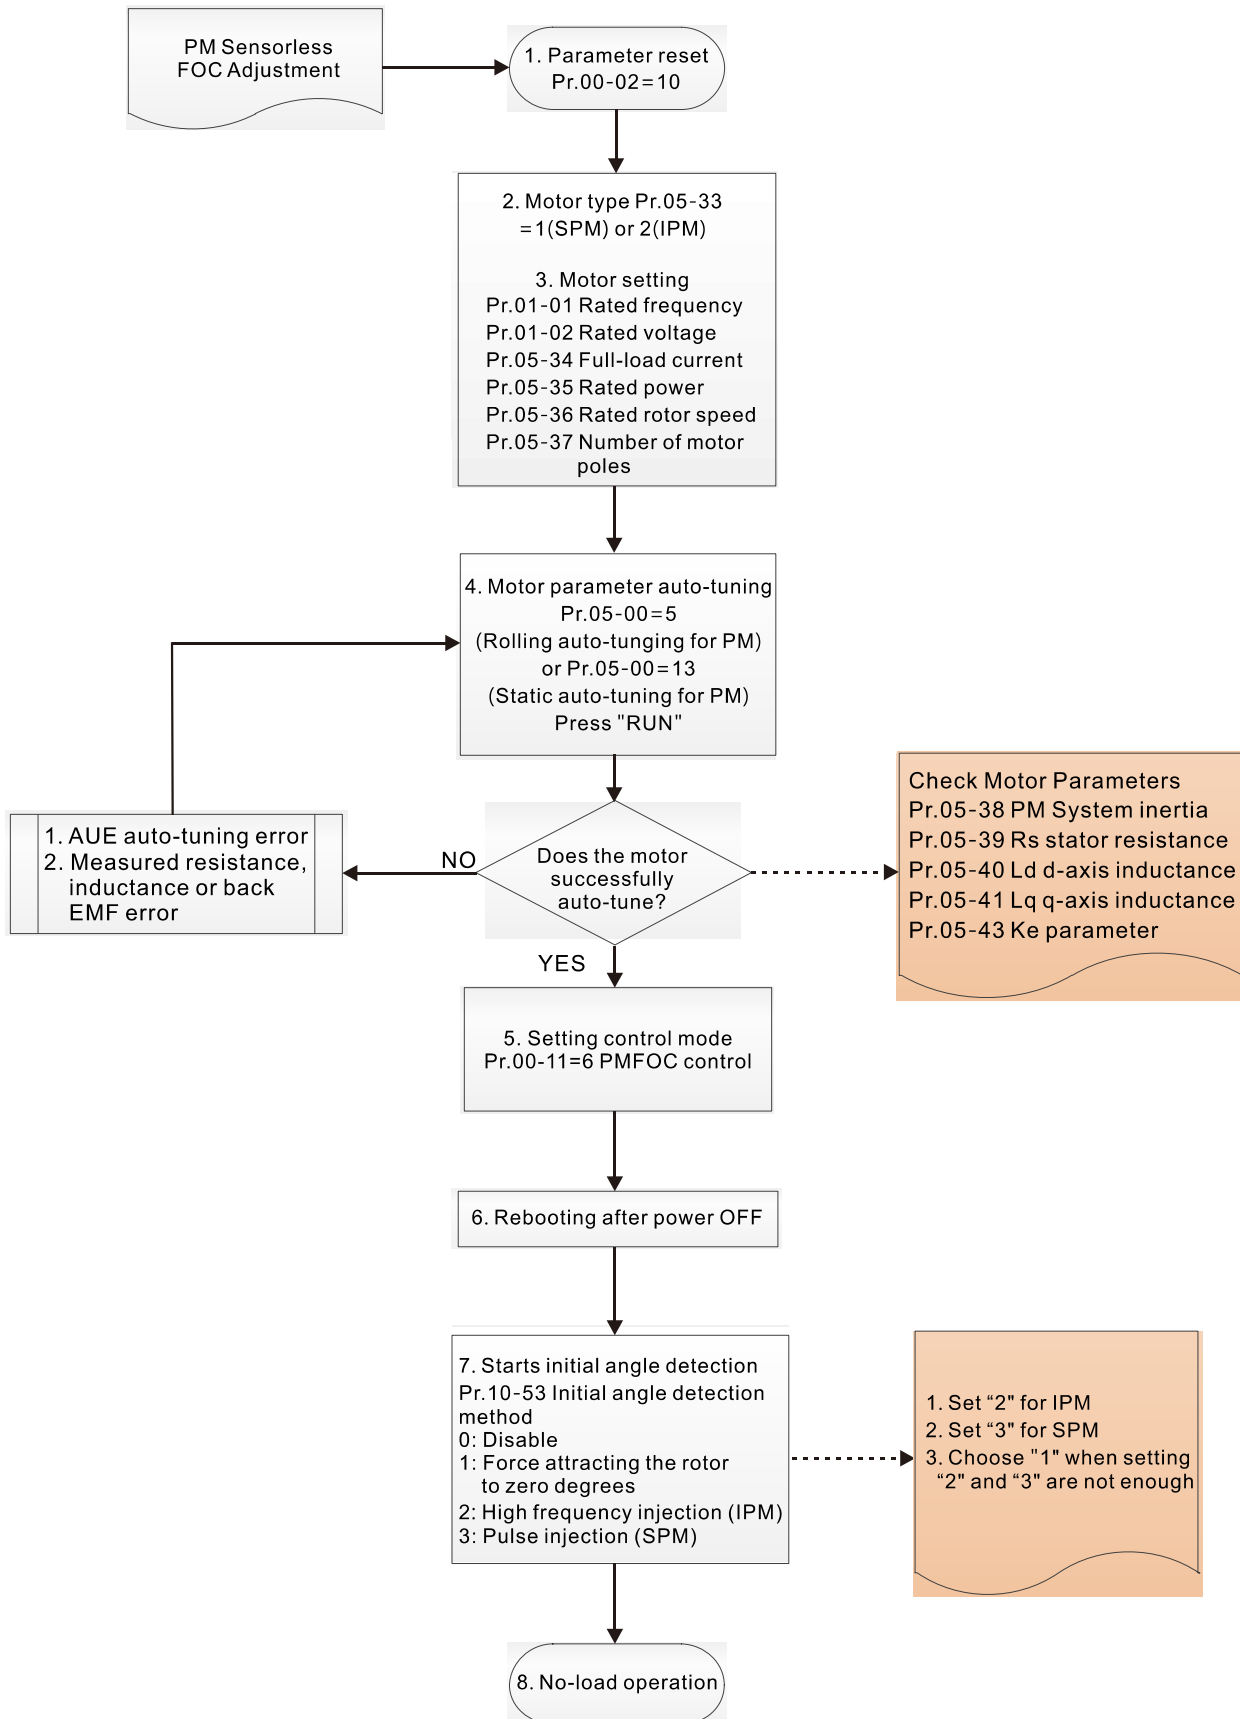 PM Sensorless
FOC Adjustment
1. Parameter reset
Pr.00-02=10
2. Motor type Pr.05-33
=1(SPM) or 2(IPM)
3. Motor setting
Pr.01-01 Rated frequency
Pr.01-02 Rated voltage
Pr.05-34 Full-load current
Pr.05-35 Rated power
Pr.05-36 Rated rotor speed
Pr.05-37 Number of motor
poles
4. Motor parameter auto-tuning
Pr.05-00=5
(Rolling auto-tunging for PM)
or Pr.05-00=13
(Static auto-tuning for PM)
Press "RUN"
Check Motor Parameters
Pr.05-38 PM System inertia
Pr.05-39 Rs stator resistance
Pr.05-40 Ld d-axis inductance
Pr.05-41 Lq q-axis inductance
Pr.05-43 Ke parameter
1. AUE auto-tuning error
2. Measured resistance,
inductance or back
EMF error
NO
Does the motor
successfully
auto-tune?
YES
5. Setting control mode
Pr.00-11=6 PMFOC control
6. Rebooting after power OFF
7. Starts initial angle detection
Pr.10-53 Initial angle detection
method
0: Disable
1: Force attracting the rotor
to zero degrees
2: High frequency injection (IPM)
3: Pulse injection (SPM)
1. Set “2" for IPM
2. Set “3" for SPM
3. Choose "1" when setting
“2" and “3" are not enough
8. No-load operation